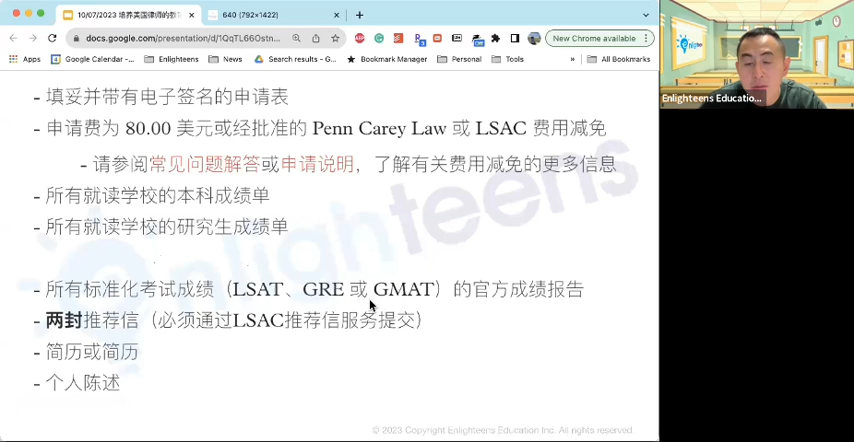 10/07/2023 培养美国律师的教
640 (792×1422)
docs.google.com/presentation/d/1QqTL66Ostn...
New Chrome available
Apps
Google Calendar -...
Enlighteens
News
Search results - G...
Bookmark Manager
Personal
Tools
»
All Bookmarks
- 填妥并带有电子签名的申请表
- 申请费为 80.00 美元或经批准的 Penn Carey Law 或 LSAC 费用减免
- 请参阅常见问题解答或申请说明，了解有关费用减免的更多信息
- 所有就读学校的本科成绩单
- 所有就读学校的研究生成绩单
- 所有标准化考试成绩（LSAT、GRE 或 GMAT）的官方成绩报告
- 两封推荐信（必须通过LSAC推荐信服务提交）
- 简历或简历
- 个人陈述
enlighteens
© 2023 Copyright Enlighteens Education Inc. All rights reserved.
Enlighteens Educatio...